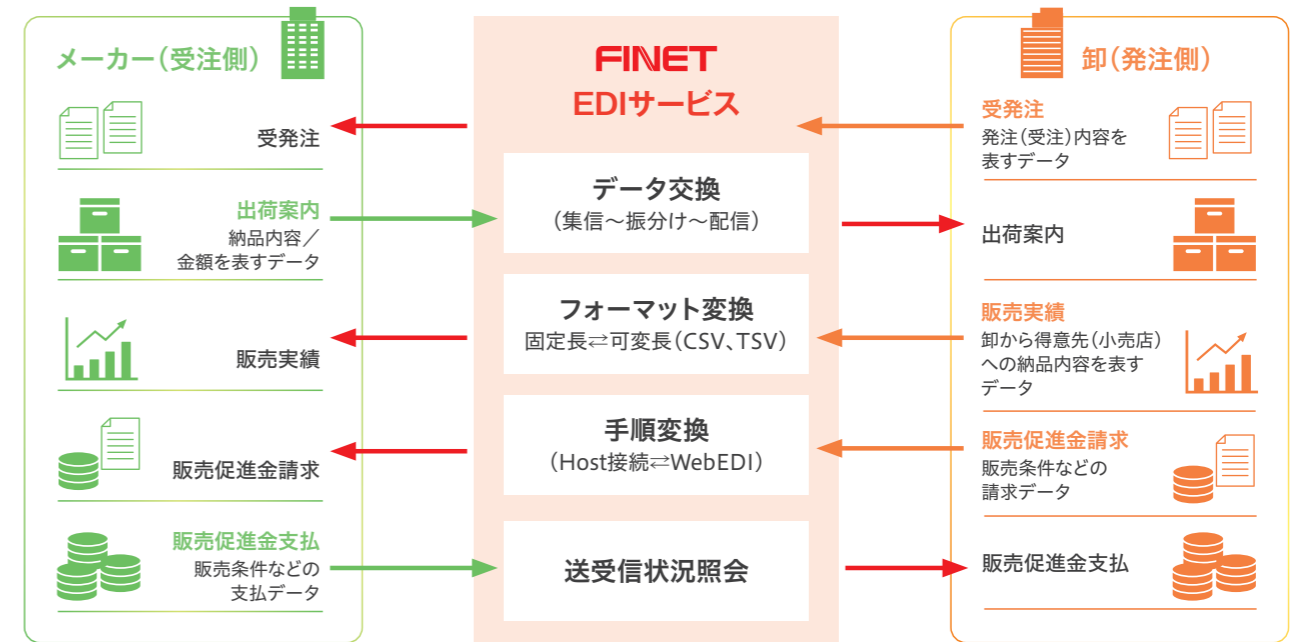 メーカー（受注側）
受発注
出荷案内
納品内容／
金額を表すデータ
販売実績
販売促進金請求
販売促進金支払
販売条件などの
支払データ
FINET
EDIサービス
データ交換
（集信～振分け～配信）
フォーマット変換
固定長⇄可変長（CSV、TSV）
手順変換
（Host接続⇄WebEDI）
送受信状況照会
卸（発注側）
受発注
発注（受注）内容を
表すデータ
出荷案内
販売実績
卸から得意先（小売店）
への納品内容を表す
データ
販売促進金請求
販売条件などの
請求データ
販売促進金支払